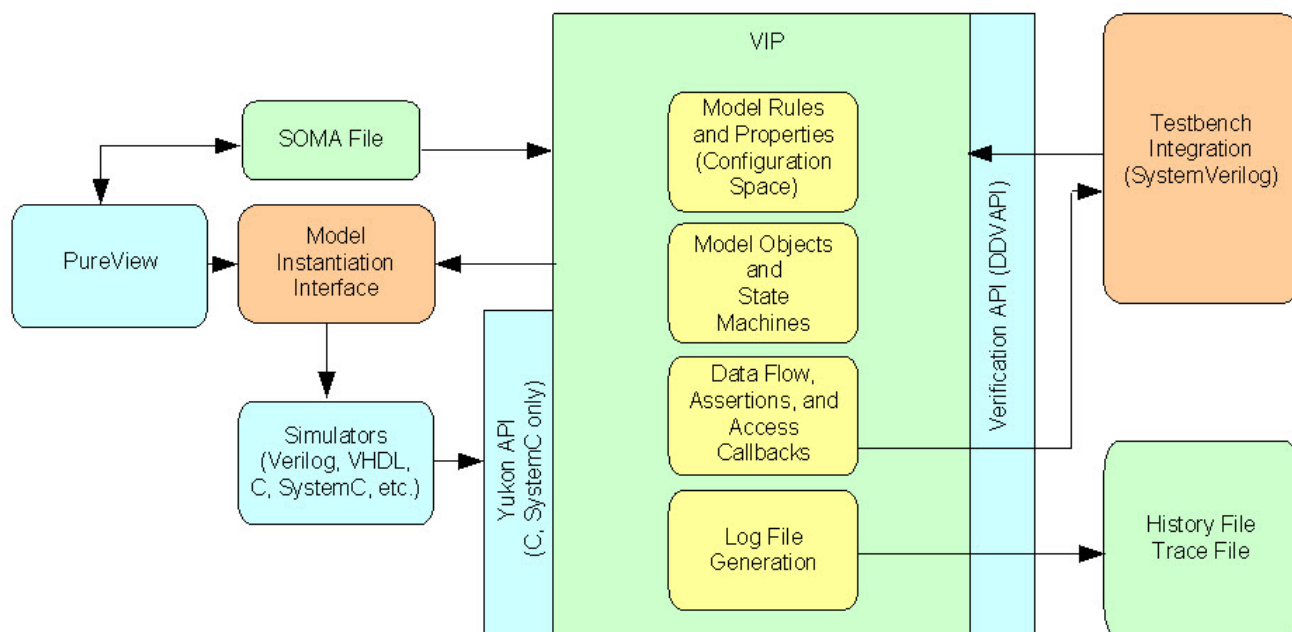 VIP
SOMA File
PureView
Model
Instantiation
Interface
Simulators
(Verilog, VHDL,
C, SystemC, etc.)
Yukon API
(C, SystemC only)
Model Rules
and Properties
(Configuration
Space)
Model Objects
and
State
Machines
Data Flow,
Assertions, and
Access
Callbacks
Log File
Generation
Verification API (DDVAPI)
Testbench
Integration
(SystemVerilog)
History File
Trace File